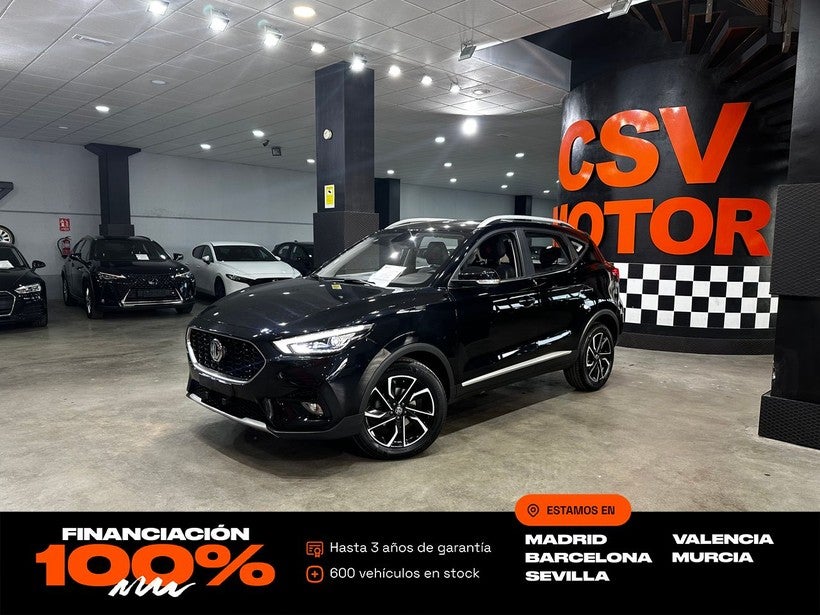 CSV
MOTOR
ESTAMOS EN
FINANCIACIÓN
100%
Hasta 3 años de garantía
600 vehículos en stock
MADRID
BARCELONA
SEVILLA
VALENCIA
MURCIA